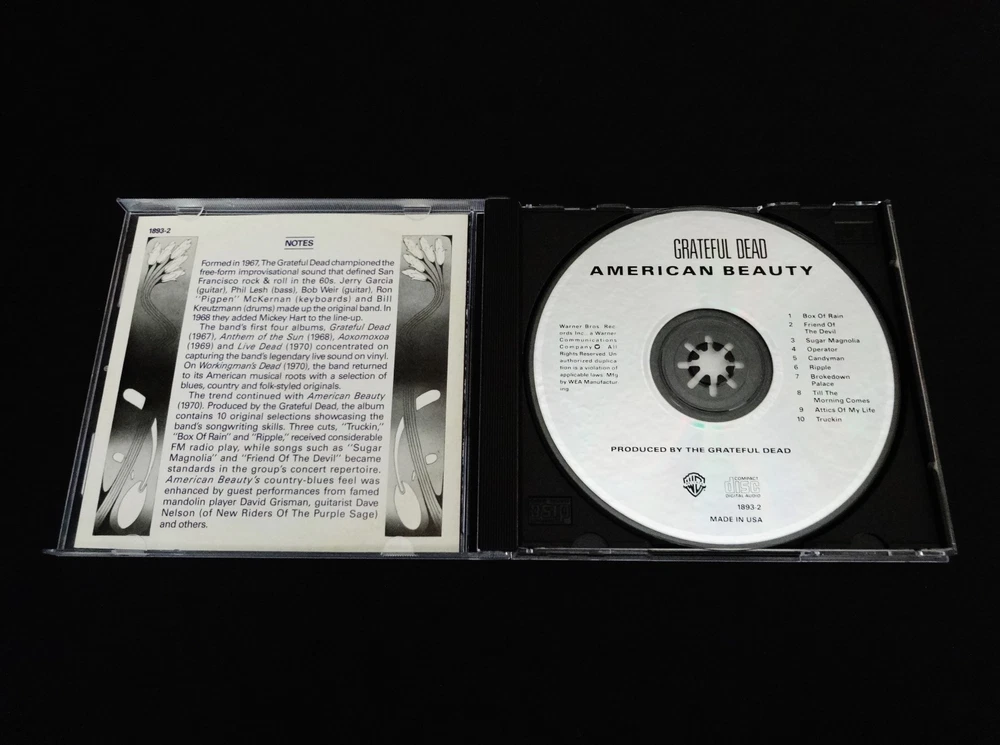 1893-2
NOTES
Formed in 1967, The Grateful Dead championed the
free-form improvisational sound that defined San
Francisco rock & roll in the 60s. Jerry Garcia
(guitar), Phil Lesh (bass), Bob Weir (guitar), Ron
"Pigpen" McKernan (keyboards) and Bill
Kreutzmann (drums) made up the original band. In
1968 they added Mickey Hart to the line-up.
The band's first four albums, Grateful Dead
(1967), Anthem of the Sun (1968), Aoxomoxoa
(1969) and Live Dead (1970) concentrated on
capturing the band's legendary live sound on vinyl.
On Workingman's Dead (1970), the band returned
to its American musical roots with a selection of
blues, country and folk-styled originals.
The trend continued with American Beauty
(1970). Produced by the Grateful Dead, the album
contains 10 original selections showcasing the
band's songwriting skills. Three cuts, "Truckin,"
"Box Of Rain" and "Ripple," received considerable
FM radio play, while songs such as "Sugar
Magnolia" and "Friend Of The Devil" became
standards in the group's concert repertoire.
American Beauty's country-blues feel was
enhanced by guest performances from famed
mandolin player David Grisman, guitarist Dave
Nelson (of New Riders Of The Purple Sage)
and others.
GRATEFUL DEAD
AMERICAN BEAUTY
Warner Bros. Rec
ords Inc., a Warner
Communications
Company All
Rights Reserved. Un
authorized duplica
tion is a violation of
applicable laws. Mfg
by WEA Manufactur
ing
1 Box Of Rain
2 Friend Of
The Devil
3 Sugar Magnolia
4 Operator
5 Candyman
6 Ripple
7 Brokedown
Palace
8 Till The
Morning Comes
9 Attics Of My Life
10 Truckin
PRODUCED BY THE GRATEFUL DEAD
COMPACT
disc
DIGITAL AUDIO
1893-2
MADE IN USA